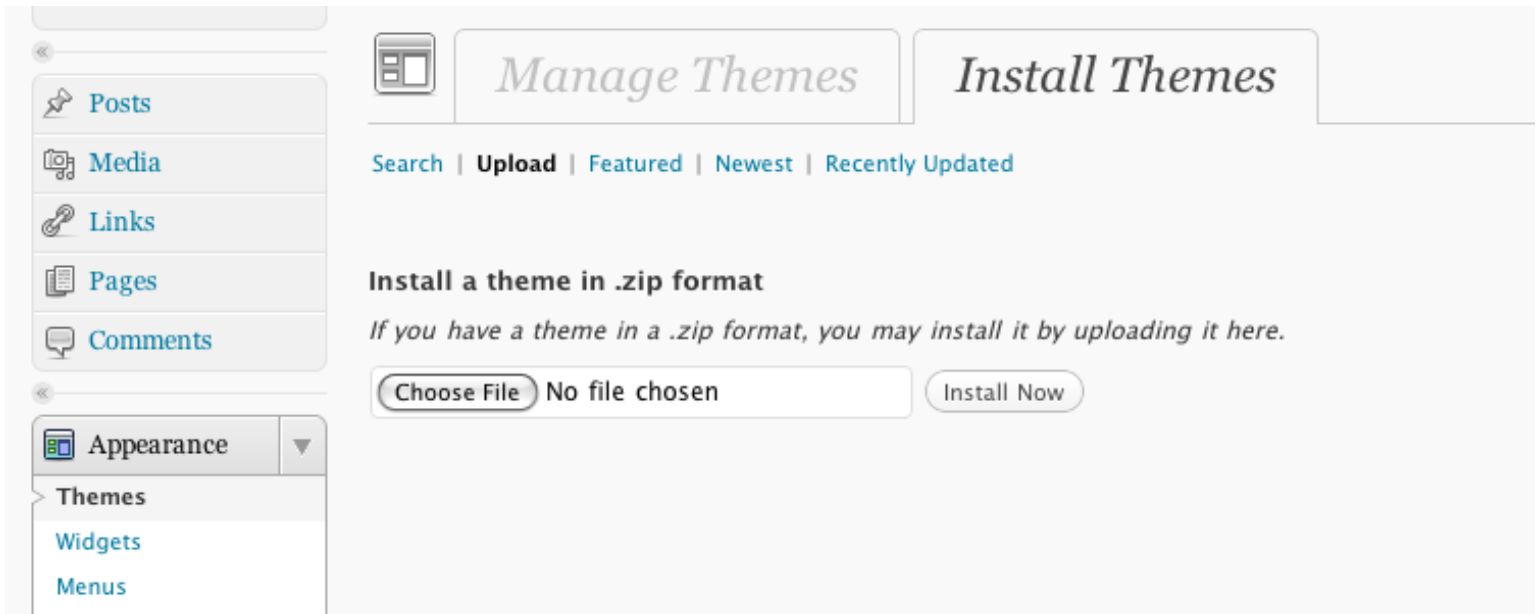 Manage Themes
Install Themes
Posts
Media
Links
Pages
Comments
Appearance
Themes
Widgets
Menus
Search | Upload | Featured | Newest | Recently Updated
Install a theme in .zip format
If you have a theme in a .zip format, you may install it by uploading it here.
Choose File No file chosen Install Now